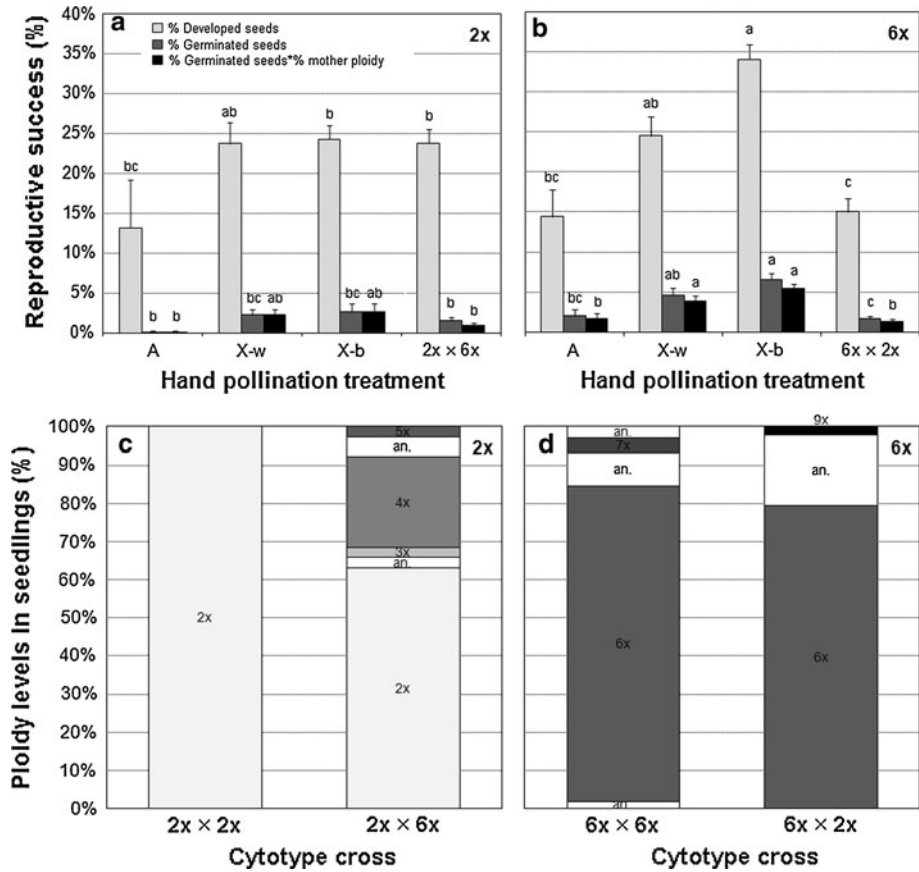 a
2x
% Developed seeds
% Germinated seeds
% Germinated seeds*% mother ploidy
Reproductive success (%)
40%
35%
30%
25%
20%
15%
10%
5%
0%
bc b b
ab bc ab
b bc ab
b b b
A X-w X-b 2x × 6x
Hand pollination treatment
b
6x
bc bc b
ab ab a
a a a
c c b
A X-w X-b 6x × 2x
Hand pollination treatment
c
2x
Ploldy levels in seedlings (%)
100%
90%
80%
70%
60%
50%
40%
30%
20%
10%
0%
2x
5x
an.
4x
3x
an.
2x
2x × 2x 2x × 6x
Cytotype cross
d
6x
an.
7x
an.
6x
an.
9x
an.
6x
6x × 6x 6x × 2x
Cytotype cross